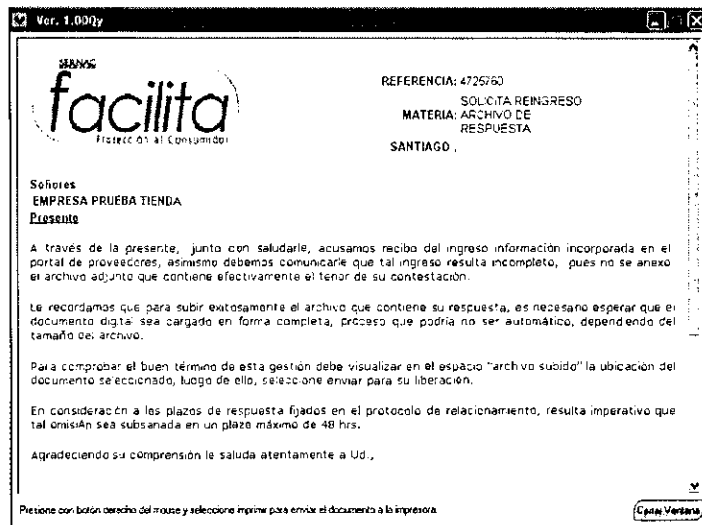 Ver. 1.00Qy
SERNAC
facilita
Protección al Consumidor
REFERENCIA: 4725760
SOLICITA REINGRESO
MATERIA: ARCHIVO DE
RESPUESTA
SANTIAGO ,
Señores
EMPRESA PRUEBA TIENDA
Presente
A través de la presente, junto con saludarle, acusamos recibo del ingreso información incorporada en el
portal de proveedores, asimismo debemos comunicarle que tal ingreso resulta incompleto, pues no se anexo
el archivo adjunto que contiene efectivamente el tenor de su contestación.
Le recordamos que para subir exitosamente el archivo que contiene su respuesta, es necesario esperar que el
documento digital sea cargado en forma completa, proceso que podría no ser automático, dependiendo del
tamaño del archivo.
Para comprobar el buen término de esta gestión debe visualizar en el espacio "archivo subido" la ubicación del
documento seleccionado, luego de ello, seleccione enviar para su liberación.
En consideración a los plazos de respuesta fijados en el protocolo de relacionamiento, resulta imperativo que
tal omisiÁn sea subsanada en un plazo máximo de 48 hrs.
Agradeciendo su comprensión le saluda atentamente a Ud.,
Presione con botón derecho del mouse y seleccione imprimir para enviar el documento a la impresora
Cerrar Ventana